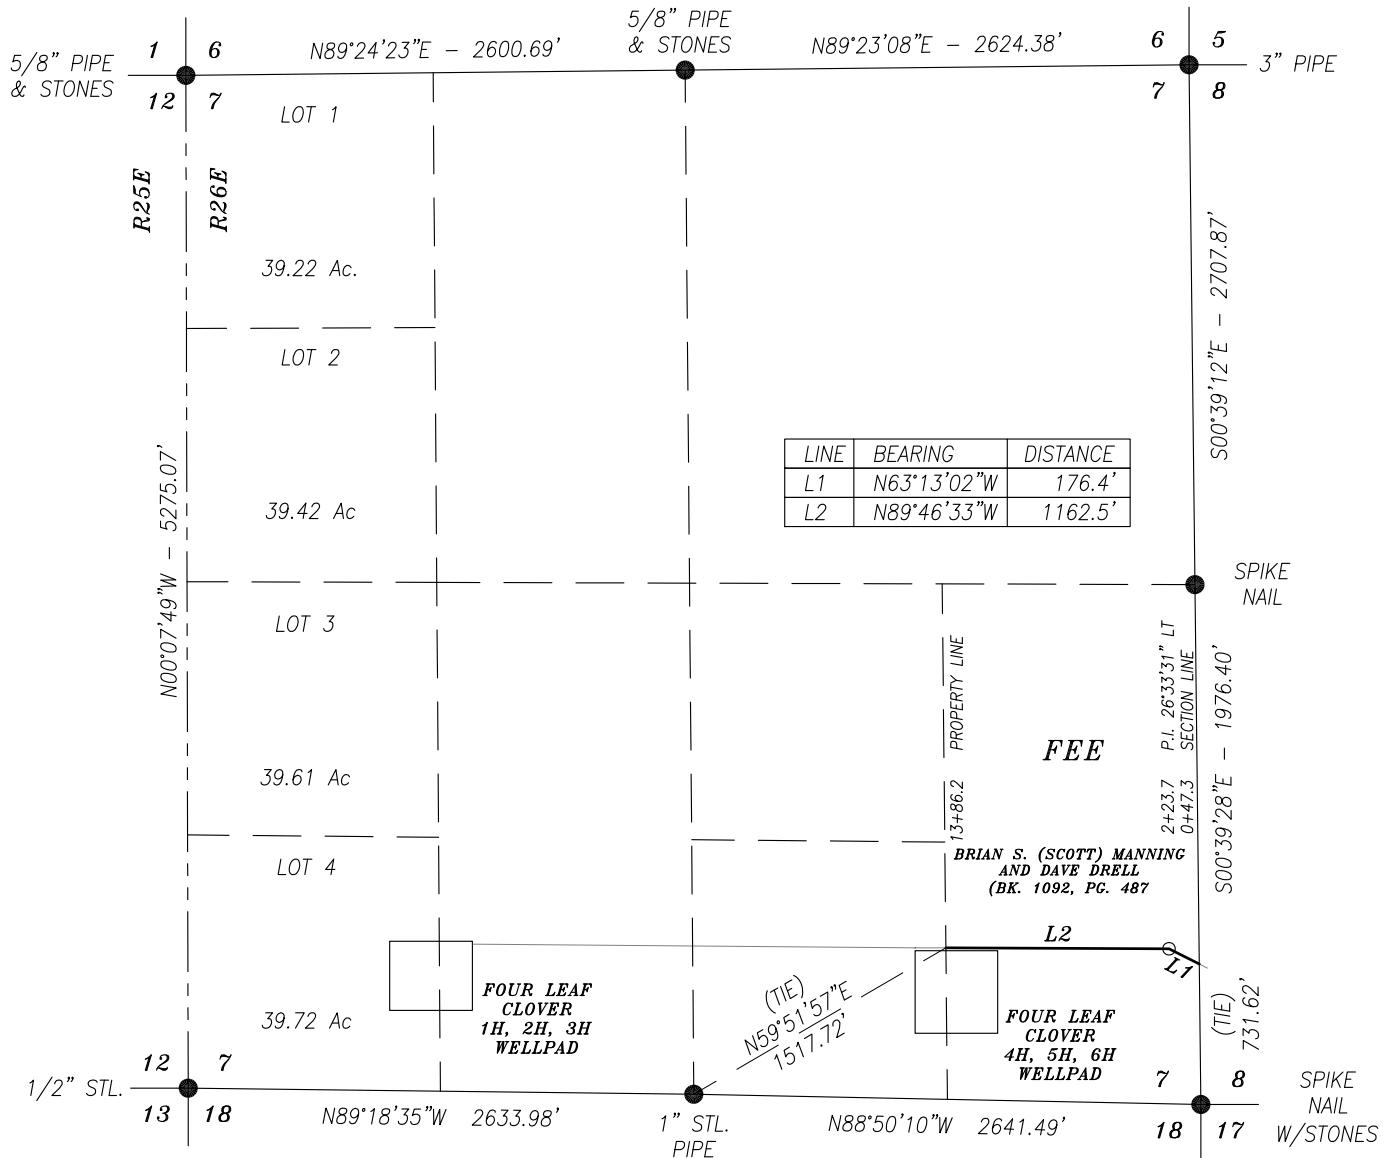 5/8” PIPE
& STONES
1 6
12 7
N89°24’23”E – 2600.69’
5/8” PIPE
& STONES
N89°23’08”E – 2624.38’
6 5
7 8
3” PIPE
LOT 1
R25E
R26E
39.22 Ac.
S00°39’12”E – 2707.87’
LOT 2
N00°07’49”W – 5275.07’
39.42 Ac
LINE BEARING DISTANCE
L1 N63°13’02”W 176.4’
L2 N89°46’33”W 1162.5’
SPIKE
NAIL
LOT 3
39.61 Ac
13+86.2 PROPERTY LINE
FEE
2+23.7 P.I. 26°33’31” LT
0+47.3 SECTION LINE
S00°39’28”E – 1976.40’
BRIAN S. (SCOTT) MANNING
AND DAVE DRELL
(BK. 1092, PG. 487
LOT 4
L2
L1
FOUR LEAF
CLOVER
1H, 2H, 3H
WELLPAD
39.72 Ac
(TIE)
N59°51’57”E
1517.72’
FOUR LEAF
CLOVER
4H, 5H, 6H
WELLPAD
(TIE)
731.62’
12 7
13 18
1/2” STL.
N89°18’35”W 2633.98’
1” STL.
PIPE
N88°50’10”W 2641.49’
7 8
18 17
SPIKE
NAIL
W/STONES